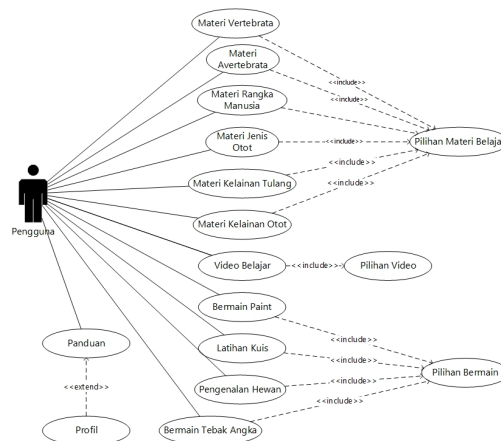 Materi Vertebrata
Materi
Avertebrata
<<include>>
Materi Rangka
Manusia
<<include>>
Materi Jenis
Otot
<<include>>
Pilihan Materi Belajar
<<include>>
Materi Kelainan Tulang
<<include>>
Materi Kelainan Otot
Pengguna
Video Belajar
<<include>>
Pilihan Video
Bermain Paint
Panduan
Latihan Kuis
<<include>>
<<include>>
Pilihan Bermain
<<extend>>
Pengenalan Hewan
<<include>>
<<include>>
Profil
Bermain Tebak Angka